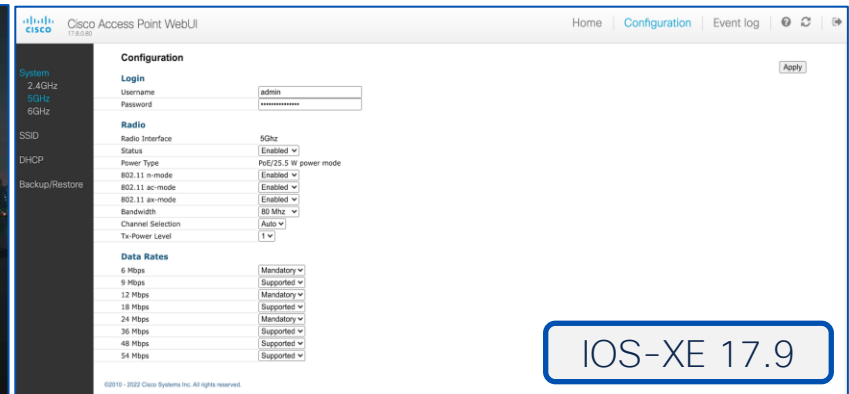 CISCO
Cisco Access Point WebUI
17.8.0.80
Home
Configuration
Event log
System
2.4GHz
5GHz
6GHz
SSID
DHCP
Backup/Restore
Configuration
Apply
Login
Username admin
Password ••••••••••••••••
Radio
Radio Interface 5Ghz
Status Enabled
Power Type PoE/25.5 W power mode
802.11 n-mode Enabled
802.11 ac-mode Enabled
802.11 ax-mode Enabled
Bandwidth 80 Mhz
Channel Selection Auto
Tx-Power Level 1
Data Rates
6 Mbps Mandatory
9 Mbps Supported
12 Mbps Mandatory
18 Mbps Supported
24 Mbps Mandatory
36 Mbps Supported
48 Mbps Supported
54 Mbps Supported
©2010 - 2022 Cisco Systems Inc. All rights reserved.
IOS-XE 17.9